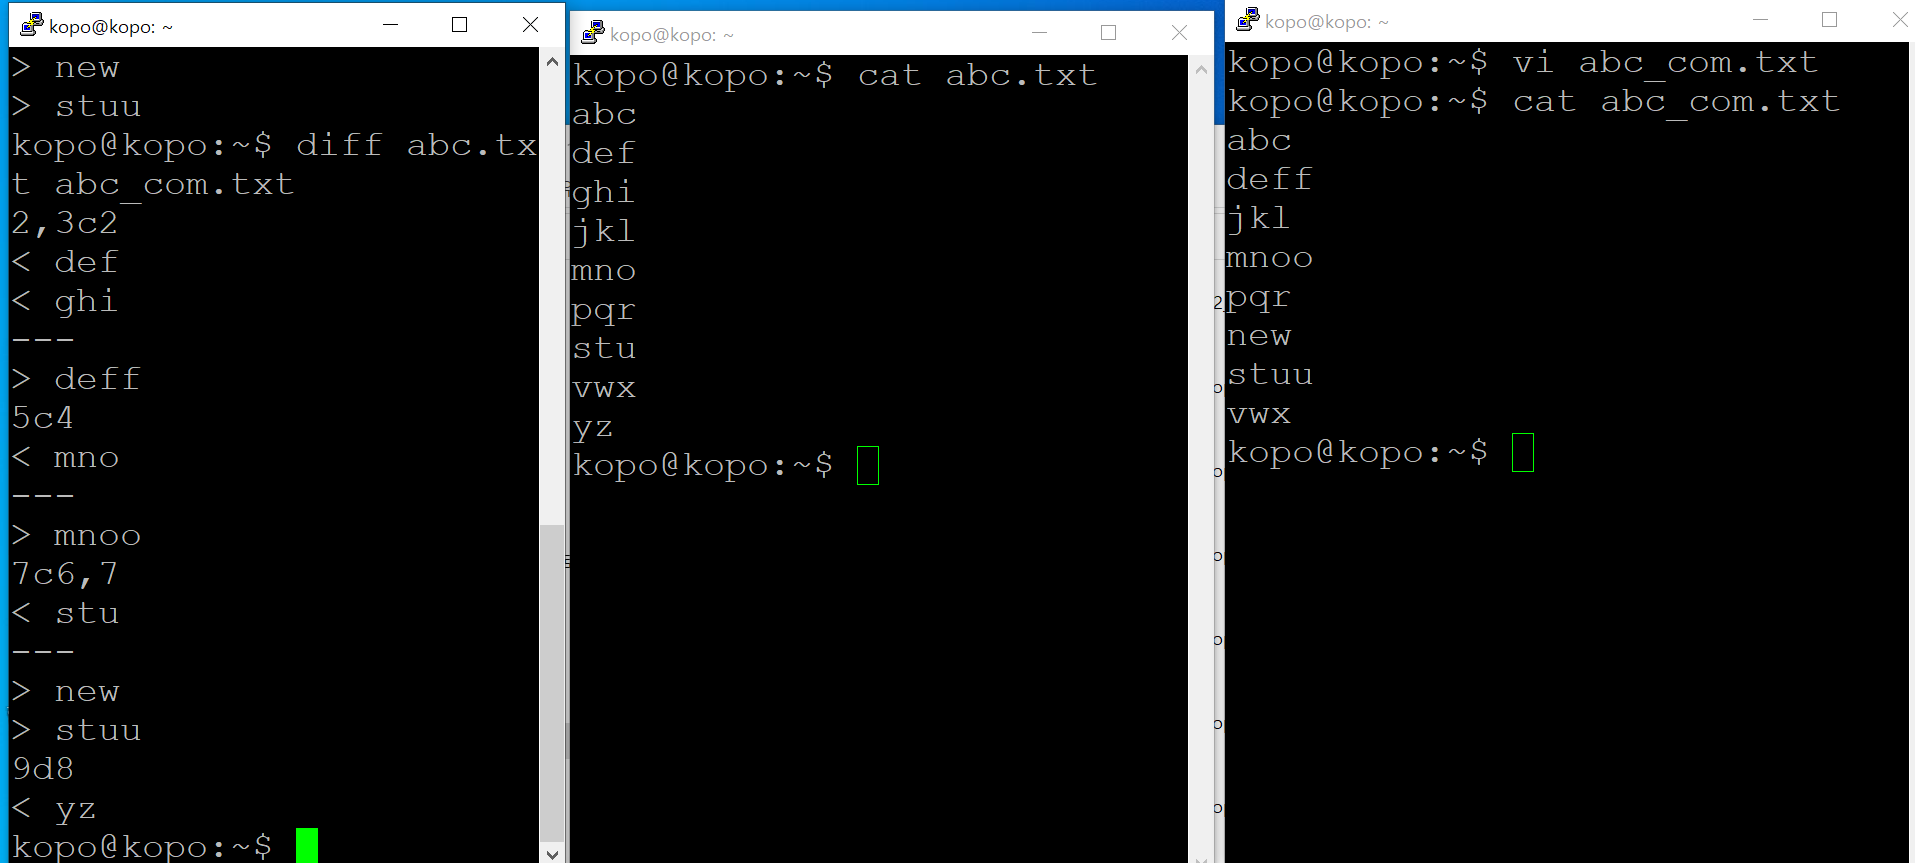 kopo@kopo: ~
> new
> stuu
kopo@kopo:~$ diff abc.tx
t abc_com.txt
2,3c2
< def
< ghi
---
> deff
5c4
< mno
---
> mnoo
7c6,7
< stu
---
> new
> stuu
9d8
< yz
kopo@kopo:~$
kopo@kopo: ~
kopo@kopo:~$ cat abc.txt
abc
def
ghi
jkl
mno
pqr
stu
vwx
yz
kopo@kopo:~$
kopo@kopo: ~
kopo@kopo:~$ vi abc_com.txt
kopo@kopo:~$ cat abc_com.txt
abc
deff
jkl
mnoo
pqr
new
stuu
vwx
kopo@kopo:~$